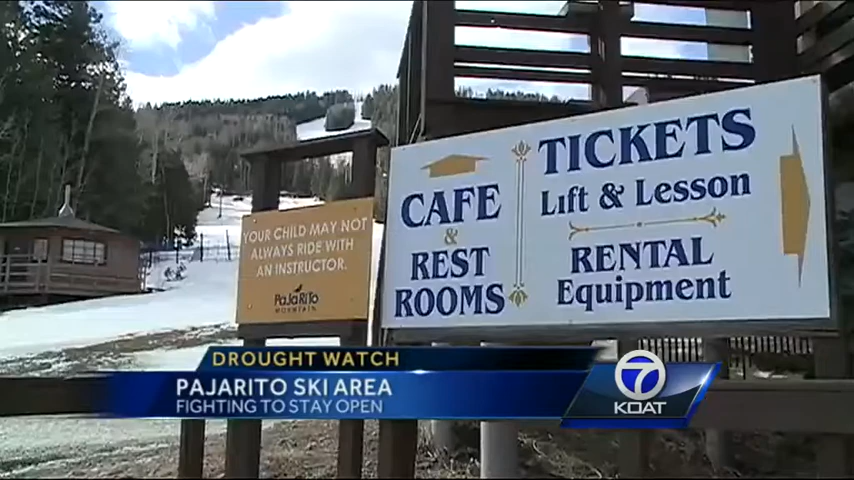 TICKETS
Lift & Lesson
RENTAL
Equipment
CAFE
&
REST
ROOMS
YOUR CHILD MAY NOT
ALWAYS RIDE WITH
AN INSTRUCTOR.
PAJARITO
MOUNTAIN
DROUGHT WATCH
PAJARITO SKI AREA
FIGHTING TO STAY OPEN
7
KOAT